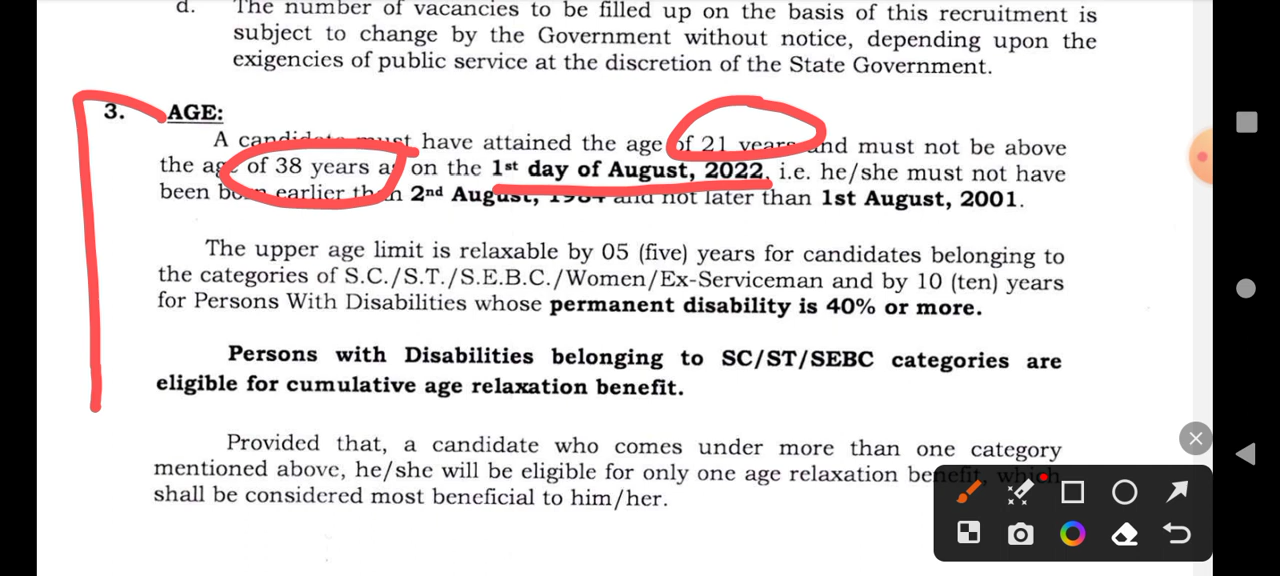 d. The number of vacancies to be filled up on the basis of this recruitment is
subject to change by the Government without notice, depending upon the
exigencies of public service at the discretion of the State Government.
3. AGE:
A candidate must have attained the age of 21 years and must not be above
the age of 38 years as on the 1st day of August, 2022, i.e. he/she must not have
been born earlier than 2nd August, 1984 and not later than 1st August, 2001.
The upper age limit is relaxable by 05 (five) years for candidates belonging to
the categories of S.C./S.T./S.E.B.C./Women/Ex-Serviceman and by 10 (ten) years
for Persons With Disabilities whose permanent disability is 40% or more.
Persons with Disabilities belonging to SC/ST/SEBC categories are
eligible for cumulative age relaxation benefit.
Provided that, a candidate who comes under more than one category
mentioned above, he/she will be eligible for only one age relaxation benefit, which
shall be considered most beneficial to him/her.